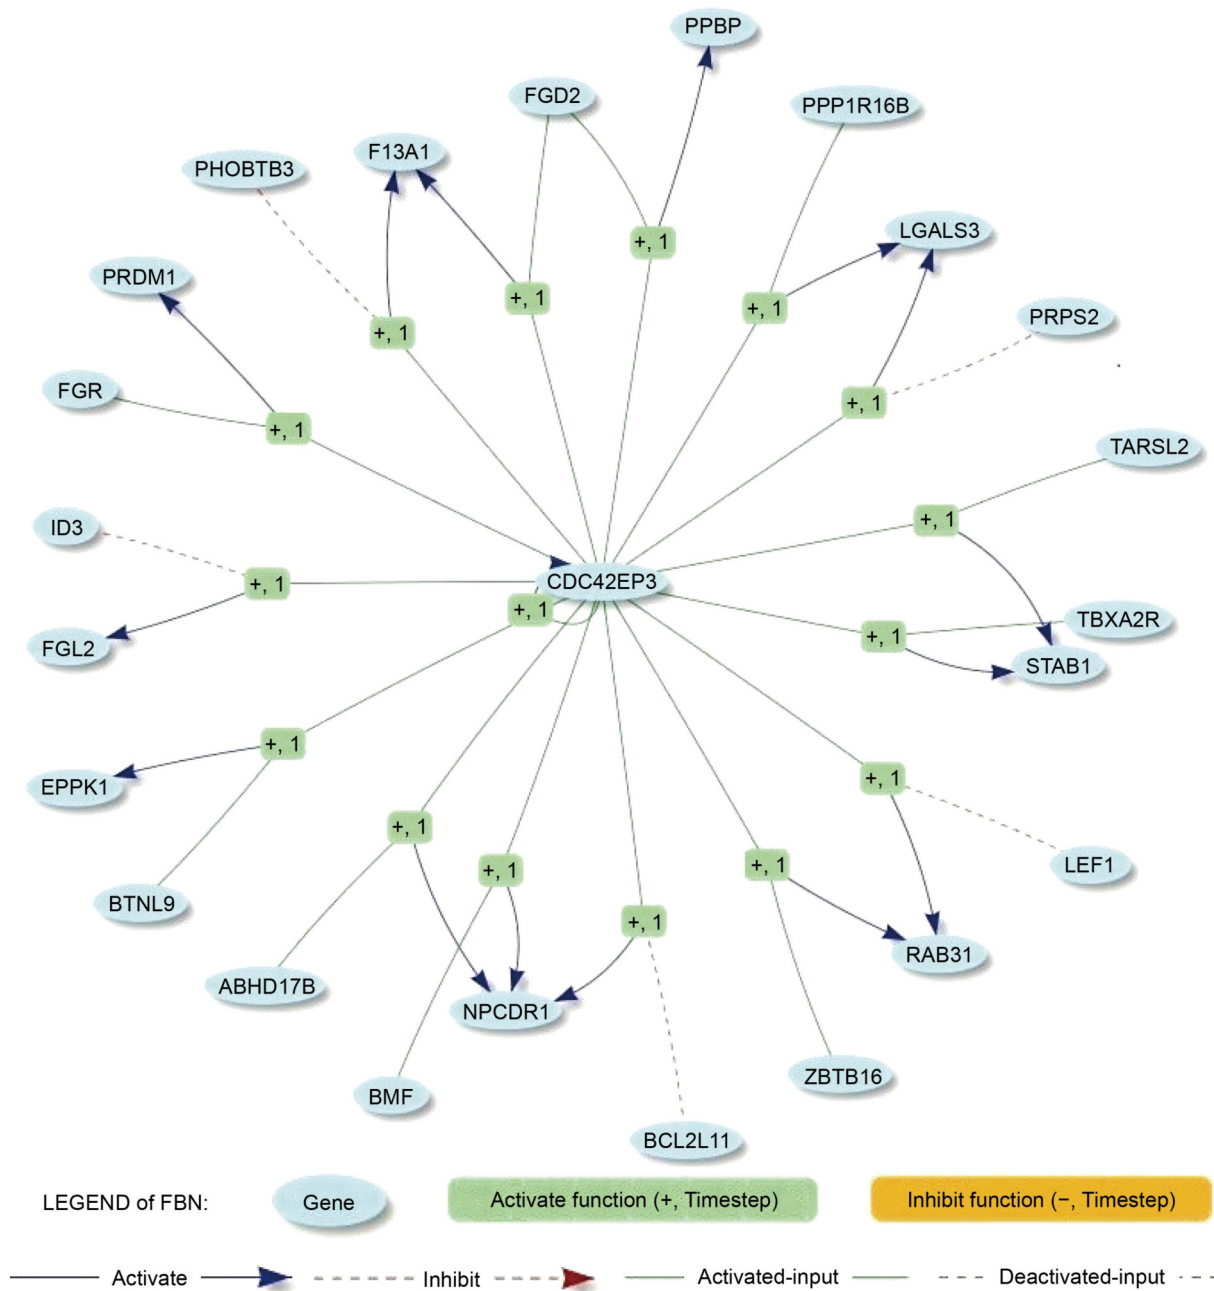 PPBP
FGD2
PPP1R16B
F13A1
PHOBTB3
LGALS3
+, 1
PRDM1
+, 1
+, 1
PRPS2
+, 1
FGR
+, 1
+, 1
TARSL2
ID3
+, 1
+, 1
CDC42EP3
+, 1
TBXA2R
+, 1
FGL2
STAB1
+, 1
EPPK1
+, 1
+, 1
+, 1
+, 1
LEF1
BTNL9
+, 1
RAB31
ABHD17B
NPCDR1
ZBTB16
BMF
BCL2L11
LEGEND of FBN:
Gene
Activate function (+, Timestep)
Inhibit function (−, Timestep)
Activate
Inhibit
Activated-input
Deactivated-input